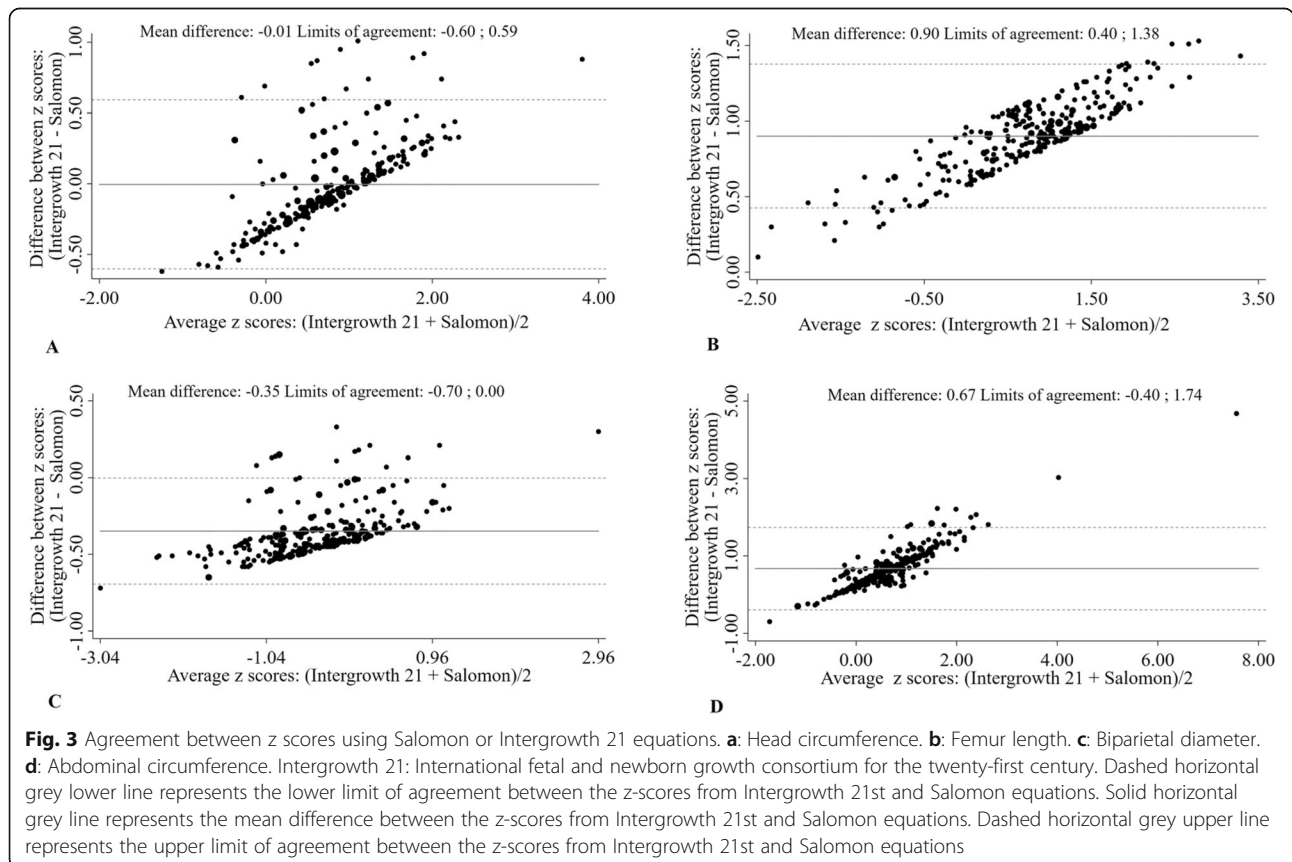 Mean difference: -0.01 Limits of agreement: -0.60 ; 0.59
Difference between z scores:
(Intergrowth 21 - Salomon)
1.00
0.50
0.00
-0.50
-2.00 0.00 2.00 4.00
Average z scores: (Intergrowth 21 + Salomon)/2
A
Mean difference: 0.90 Limits of agreement: 0.40 ; 1.38
Difference between z scores:
(Intergrowth 21 - Salomon)
1.50
1.00
0.50
0.00
-2.50 -0.50 1.50 3.50
Average z scores: (Intergrowth 21 + Salomon)/2
B
Mean difference: -0.35 Limits of agreement: -0.70 ; 0.00
Difference between z scores:
(Intergrowth 21 - Salomon)
0.50
0.00
-0.50
-1.00
-3.04 -1.04 0.96 2.96
Average z scores: (Intergrowth 21 + Salomon)/2
C
Mean difference: 0.67 Limits of agreement: -0.40 ; 1.74
Difference between z scores:
(Intergrowth 21 - Salomon)
5.00
3.00
1.00
-1.00
-2.00 0.00 2.00 4.00 6.00 8.00
Average z scores: (Intergrowth 21 + Salomon)/2
D
Fig. 3 Agreement between z scores using Salomon or Intergrowth 21 equations. a: Head circumference. b: Femur length. c: Biparietal diameter.
d: Abdominal circumference. Intergrowth 21: International fetal and newborn growth consortium for the twenty-first century. Dashed horizontal
grey lower line represents the lower limit of agreement between the z-scores from Intergrowth 21st and Salomon equations. Solid horizontal
grey line represents the mean difference between the z-scores from Intergrowth 21st and Salomon equations. Dashed horizontal grey upper line
represents the upper limit of agreement between the z-scores from Intergrowth 21st and Salomon equations